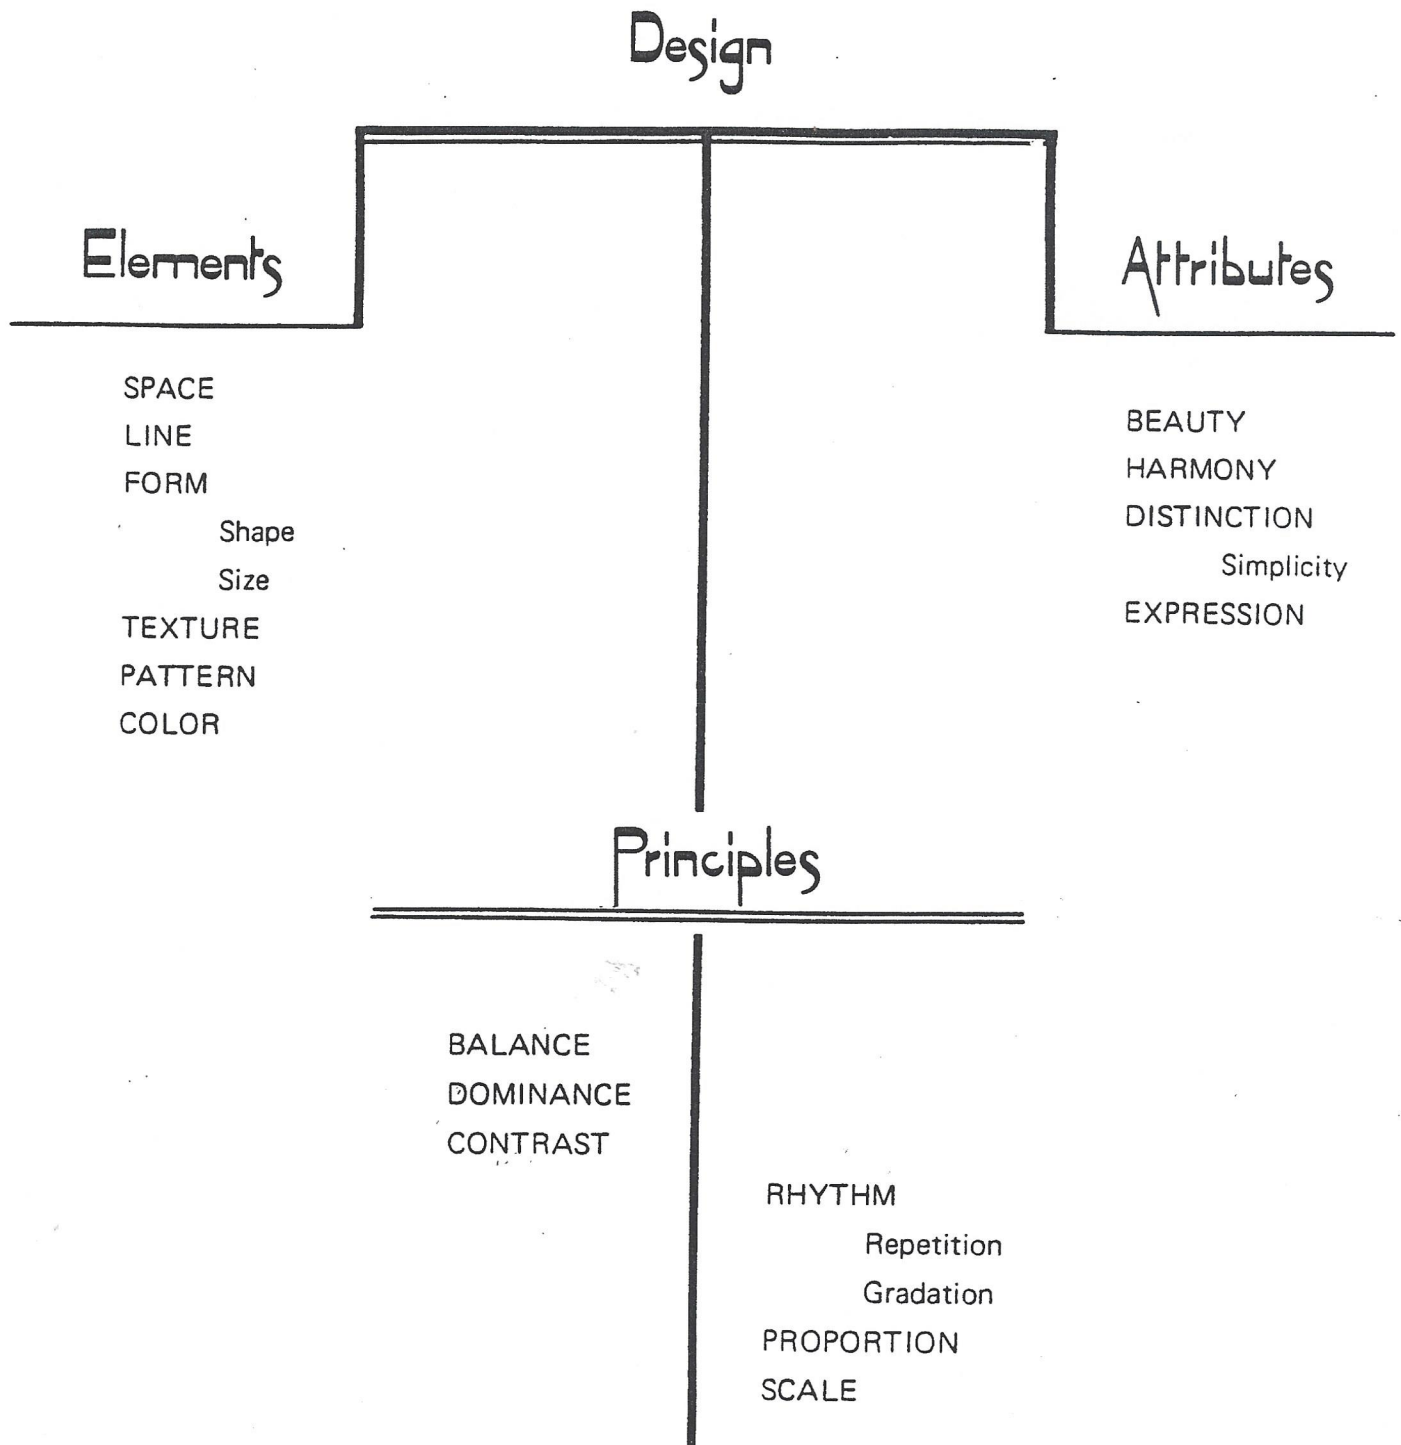 Design
Elements
SPACE
LINE
FORM
Shape
Size
TEXTURE
PATTERN
COLOR
Attributes
BEAUTY
HARMONY
DISTINCTION
Simplicity
EXPRESSION
Principles
BALANCE
DOMINANCE
CONTRAST
RHYTHM
Repetition
Gradation
PROPORTION
SCALE